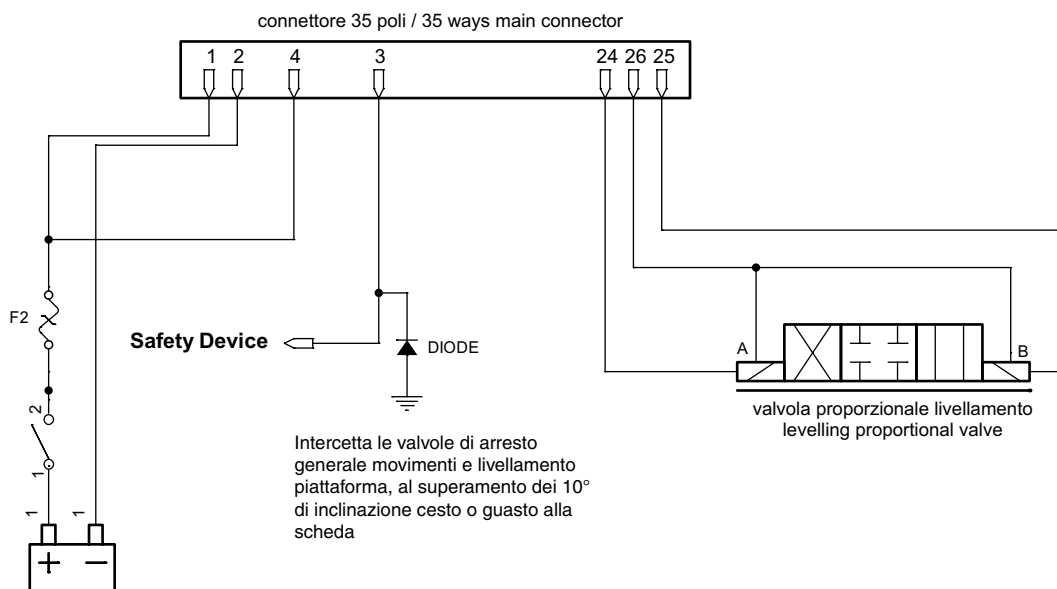 connettore 35 poli / 35 ways main connector
1 2 4 3 24 26 25
F2
Safety Device
DIODE
A
B
valvola proporzionale livellamento
levelling proportional valve
2
1
Intercetta le valvole di arresto
generale movimenti e livellamento
piattaforma, al superamento dei 10°
di inclinazione cesto o guasto alla
scheda
1 1
+ −